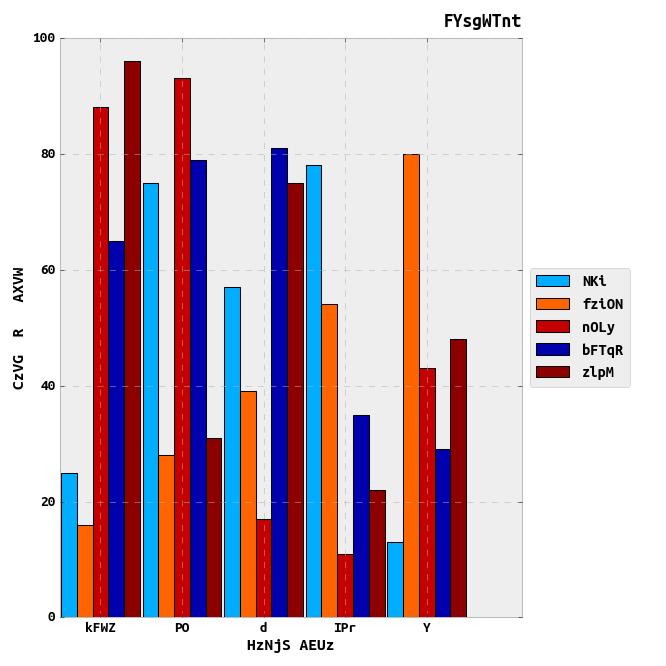 FYsgWTnt
100
80
60
40
20
0
CzVG R AXVW
kFWZ PO d IPr Y
HzNjS AEUz
NKi
fziON
nOLy
bFTqR
zlpM